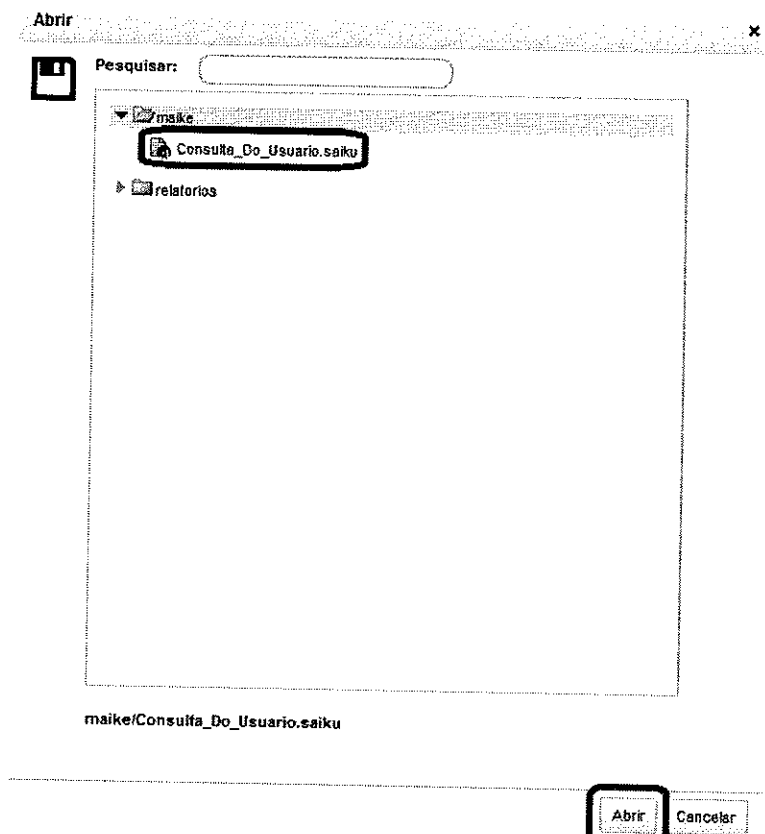 Abrir
Pesquisar:
maike
Consulta_Do_Usuario.saiku
relatorios
maike/Consulta_Do_Usuario.saiku
Abrir
Cancelar